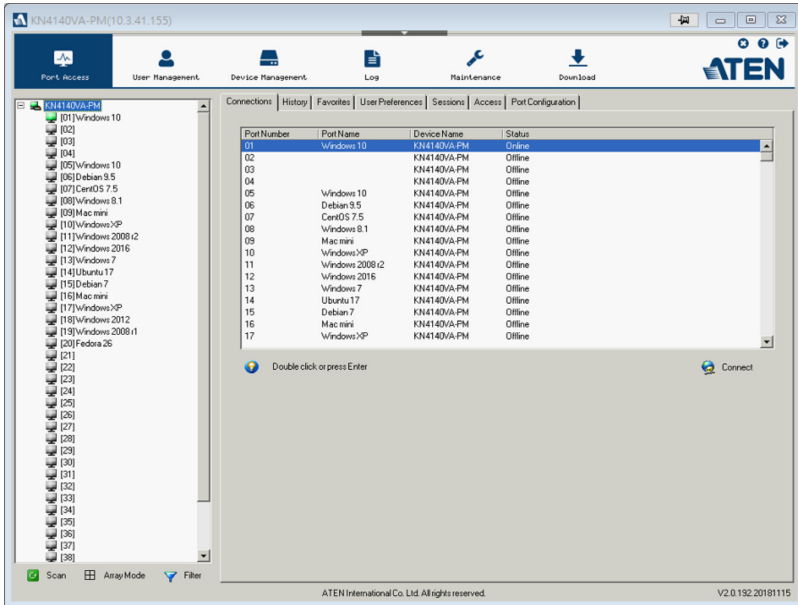 KN4140VA-PM(10.3.41.155)
Port Access
User Management
Device Management
Log
Maintenance
Download
ATEN
KN4140VA-PM
[01]Windows 10
[02]
[03]
[04]
[05]Windows 10
[06]Debian 9.5
[07]CentOS 7.5
[08]Windows 8.1
[09]Mac mini
[10]Windows XP
[11]Windows 2008 r2
[12]Windows 2016
[13]Windows 7
[14]Ubuntu 17
[15]Debian 7
[16]Mac mini
[17]Windows XP
[18]Windows 2012
[19]Windows 2008 r1
[20]Fedora 26
[21]
[22]
[23]
[24]
[25]
[26]
[27]
[28]
[29]
[30]
[31]
[32]
[33]
[34]
[35]
[36]
[37]
[38]
Scan Array Mode Filter
Connections History Favorites User Preferences Sessions Access Port Configuration
Port Number Port Name Device Name Status
01 Windows 10 KN4140VA-PM Online
02 KN4140VA-PM Offline
03 KN4140VA-PM Offline
04 KN4140VA-PM Offline
05 Windows 10 KN4140VA-PM Offline
06 Debian 9.5 KN4140VA-PM Offline
07 CentOS 7.5 KN4140VA-PM Offline
08 Windows 8.1 KN4140VA-PM Offline
09 Mac mini KN4140VA-PM Offline
10 Windows XP KN4140VA-PM Offline
11 Windows 2008 r2 KN4140VA-PM Offline
12 Windows 2016 KN4140VA-PM Offline
13 Windows 7 KN4140VA-PM Offline
14 Ubuntu 17 KN4140VA-PM Offline
15 Debian 7 KN4140VA-PM Offline
16 Mac mini KN4140VA-PM Offline
17 Windows XP KN4140VA-PM Offline
Double click or press Enter
Connect
ATEN International Co. Ltd. All rights reserved.
V2.0.192.20181115